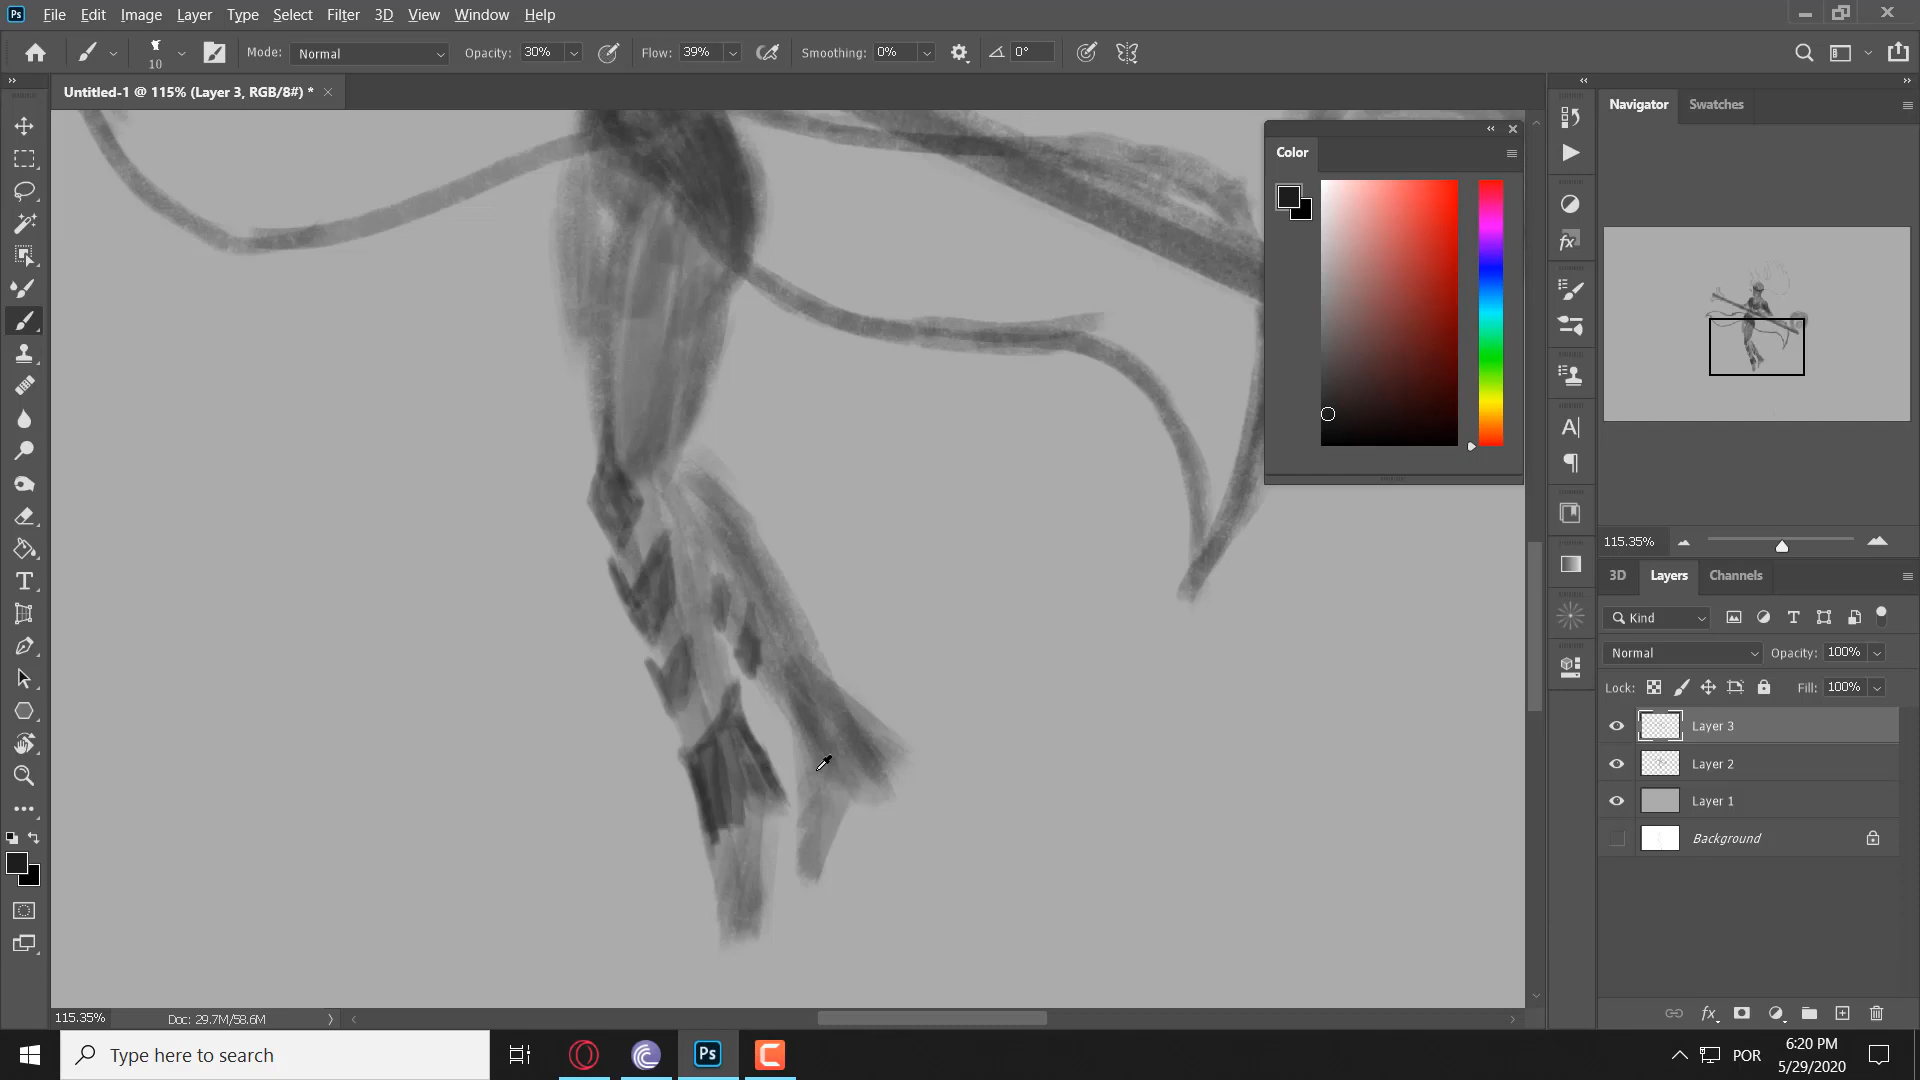 Ps File Edit Image Layer Type Select Filter 3D View Window Help
10 Mode: Normal Opacity: 30% Flow: 39% Smoothing: 0% 0°
Untitled-1 @ 115% (Layer 3, RGB/8#) *
Color
Navigator Swatches
115.35%
3D Layers Channels
Kind
Normal Opacity: 100%
Lock: Fill: 100%
Layer 3
Layer 2
Layer 1
Background
fx
115.35% Doc: 29.7M/58.6M
Type here to search
Ps
POR
6:20 PM
5/29/2020